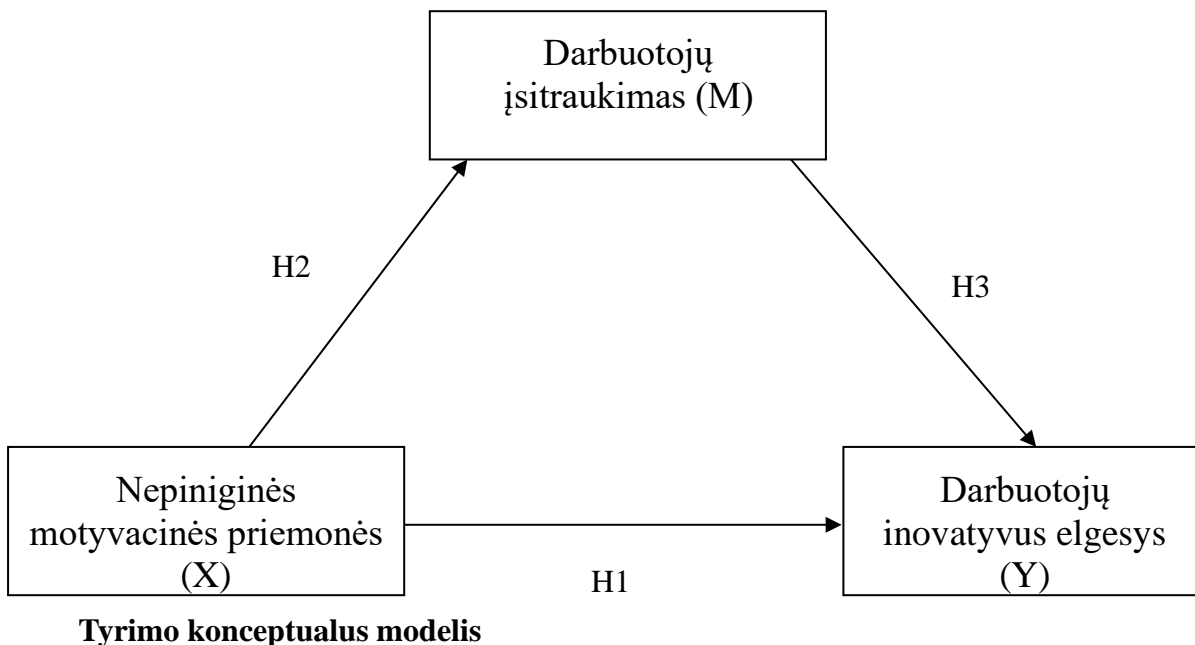 Darbuotojų
įsitraukimas (M)
H2
H3
Nepiniginės
motyvacinės priemonės
(X)
H1
Darbuotojų
inovatyvus elgesys
(Y)
Tyrimo konceptualus modelis